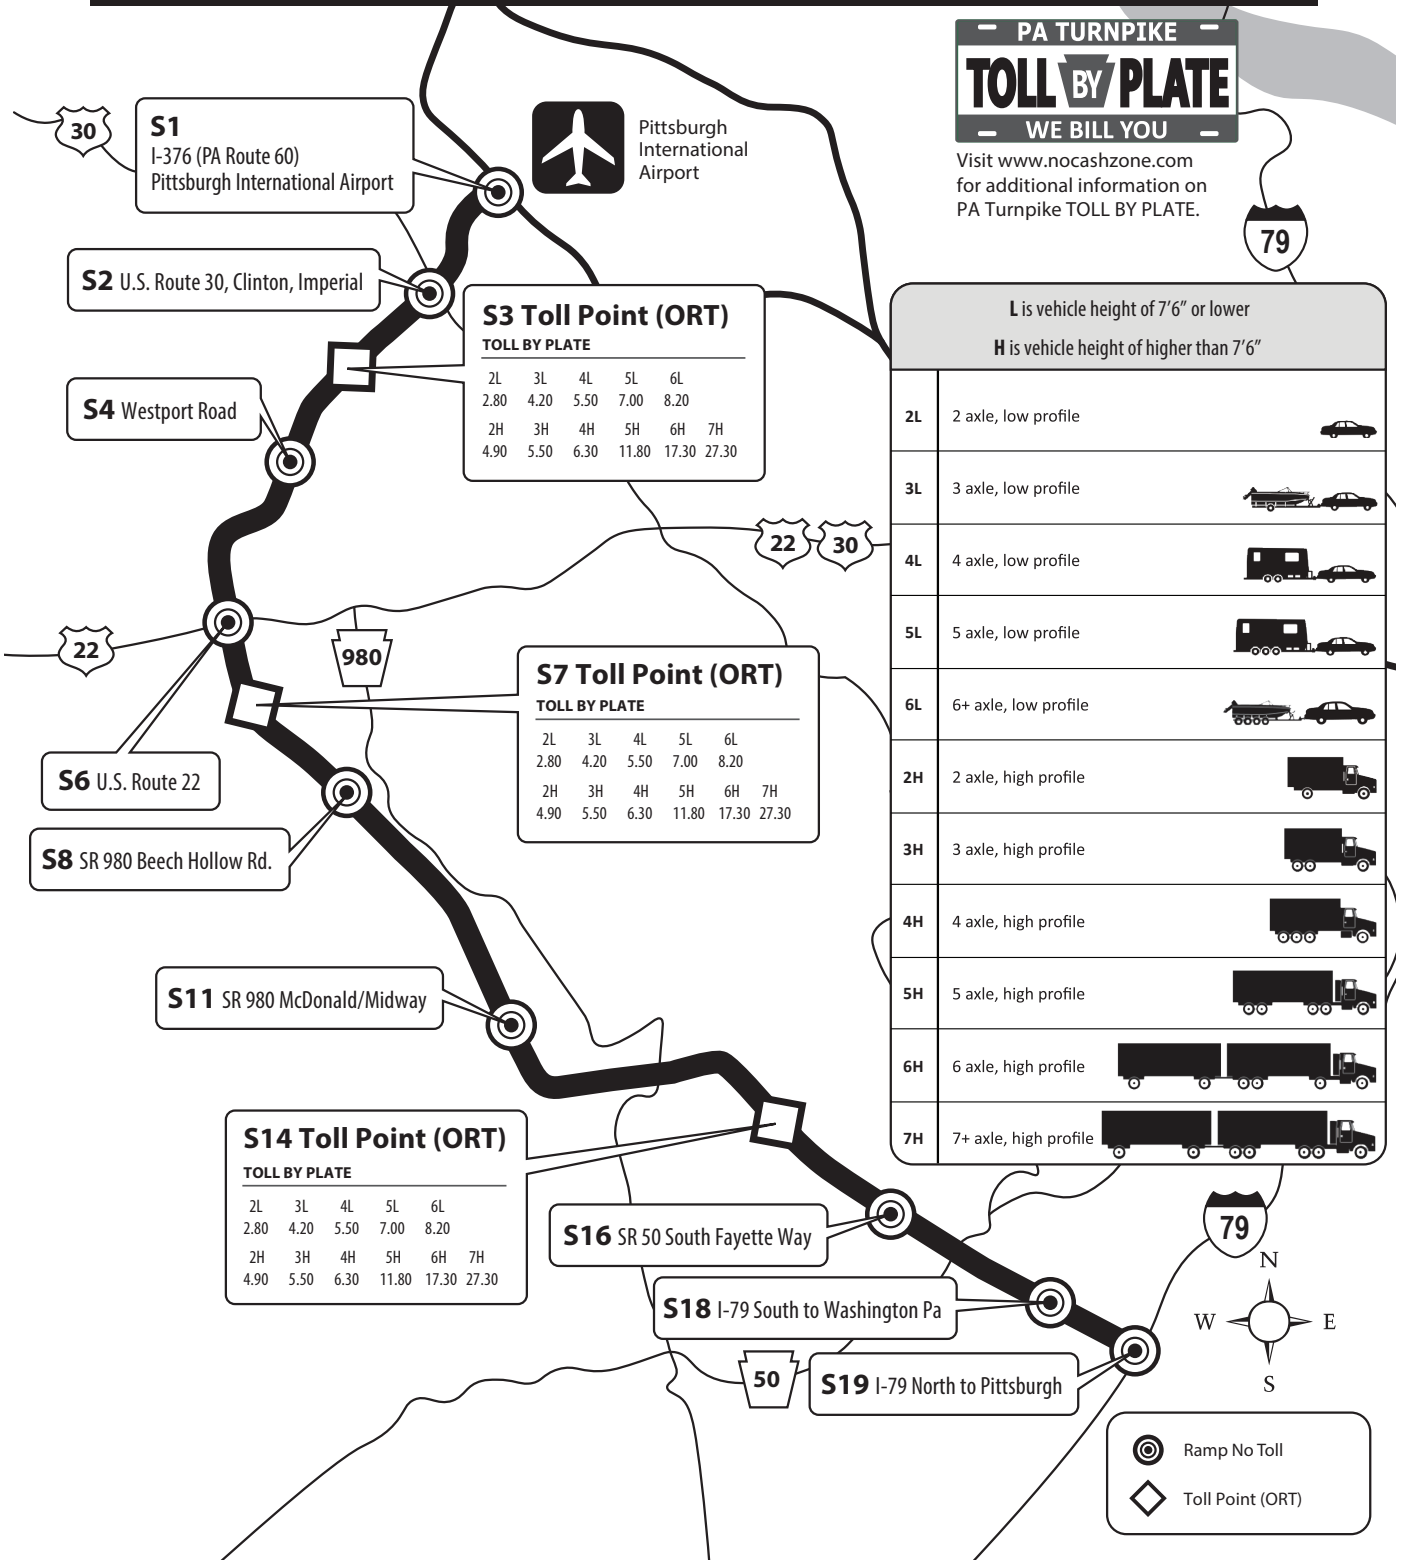 PA TURNPIKE
TOLL BY PLATE
WE BILL YOU
Visit www.nocashzone.com
for additional information on
PA Turnpike TOLL BY PLATE.
30
S1
I-376 (PA Route 60)
Pittsburgh International Airport
Pittsburgh
International
Airport
79
S2 U.S. Route 30, Clinton, Imperial
S3 Toll Point (ORT)
TOLL BY PLATE
2L 3L 4L 5L 6L
2.80 4.20 5.50 7.00 8.20
2H 3H 4H 5H 6H 7H
4.90 5.50 6.30 11.80 17.30 27.30
S4 Westport Road
22
30
22
980
S7 Toll Point (ORT)
TOLL BY PLATE
2L 3L 4L 5L 6L
2.80 4.20 5.50 7.00 8.20
2H 3H 4H 5H 6H 7H
4.90 5.50 6.30 11.80 17.30 27.30
S6 U.S. Route 22
S8 SR 980 Beech Hollow Rd.
S11 SR 980 McDonald/Midway
S14 Toll Point (ORT)
TOLL BY PLATE
2L 3L 4L 5L 6L
2.80 4.20 5.50 7.00 8.20
2H 3H 4H 5H 6H 7H
4.90 5.50 6.30 11.80 17.30 27.30
S16 SR 50 South Fayette Way
S18 I-79 South to Washington Pa
50
S19 I-79 North to Pittsburgh
L is vehicle height of 7’6” or lower
H is vehicle height of higher than 7’6”
2L 2 axle, low profile
3L 3 axle, low profile
4L 4 axle, low profile
5L 5 axle, low profile
6L 6+ axle, low profile
2H 2 axle, high profile
3H 3 axle, high profile
4H 4 axle, high profile
5H 5 axle, high profile
6H 6 axle, high profile
7H 7+ axle, high profile
79
N
W E
S
Ramp No Toll
Toll Point (ORT)